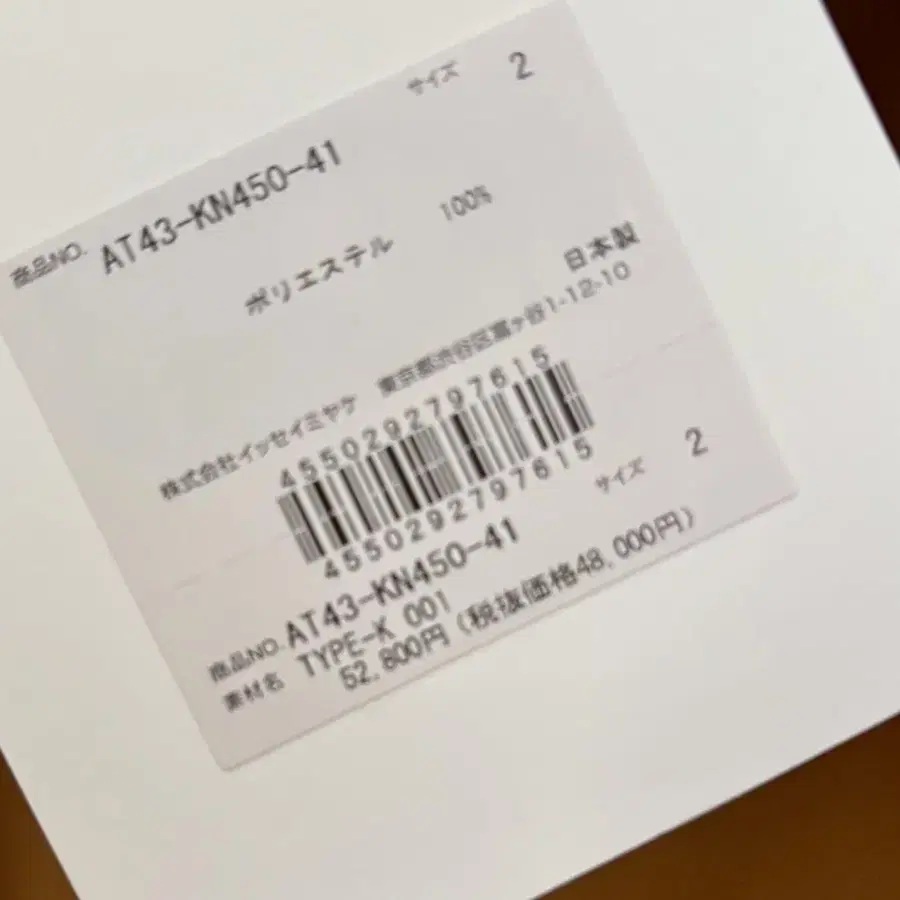 サイズ 2
商品NO. AT43-KN450-41
ポリエステル 100%
日本製
株式会社イッセイミヤケ 東京都渋谷区富ヶ谷1-12-10
4550292797615
4550292797615
サイズ 2
商品NO. AT43-KN450-41
素材名 TYPE-K 001
52,800円(税抜価格48,000円)